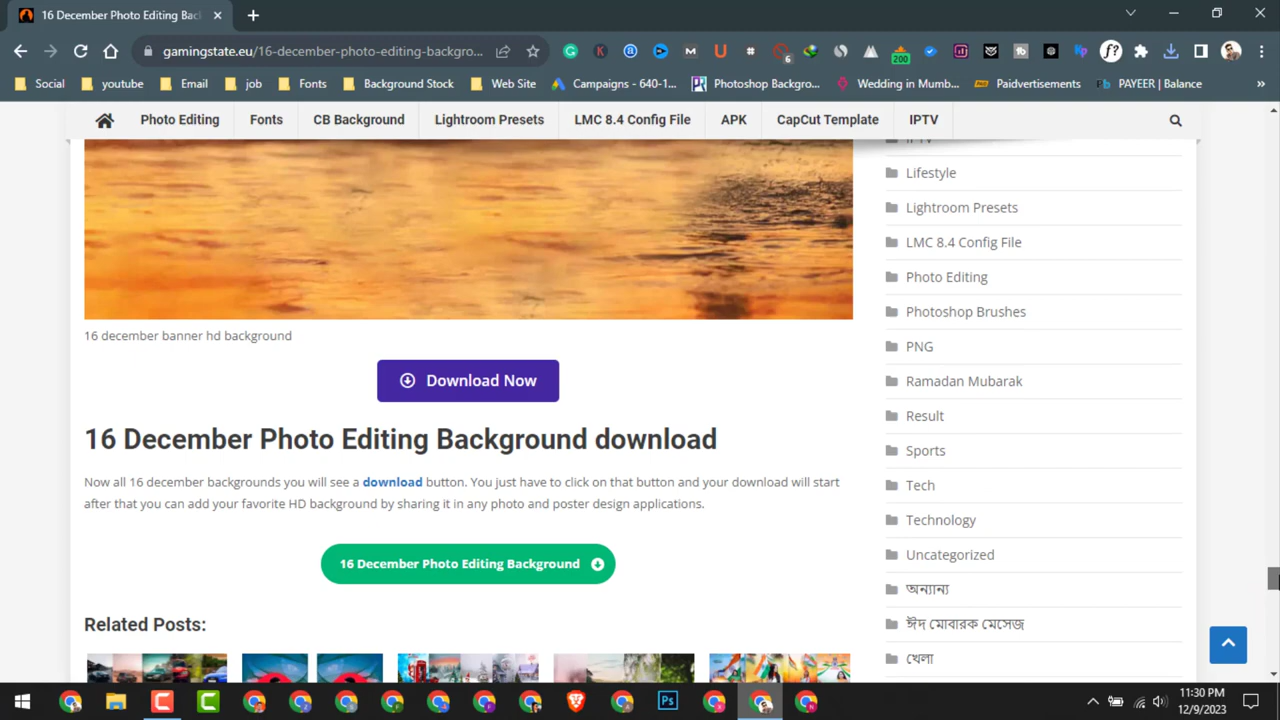 16 December Photo Editing Bac
gamingstate.eu/16-december-photo-editing-backgro...
6
200
f?
Social
youtube
Email
job
Fonts
Background Stock
Web Site
Campaigns - 640-1...
Photoshop Backgro...
Wedding in Mumb...
Paidvertisements
PAYEER | Balance
Photo Editing
Fonts
CB Background
Lightroom Presets
LMC 8.4 Config File
APK
CapCut Template
IPTV
IPTV
Lifestyle
Lightroom Presets
LMC 8.4 Config File
Photo Editing
Photoshop Brushes
PNG
Ramadan Mubarak
Result
Sports
Tech
Technology
Uncategorized
অন্যান্য
ঈদ মোবারক মেসেজ
খেলা
16 december banner hd background
Download Now
16 December Photo Editing Background download
Now all 16 december backgrounds you will see a download button. You just have to click on that button and your download will start
after that you can add your favorite HD background by sharing it in any photo and poster design applications.
16 December Photo Editing Background
Related Posts:
Ps
11:30 PM
12/9/2023